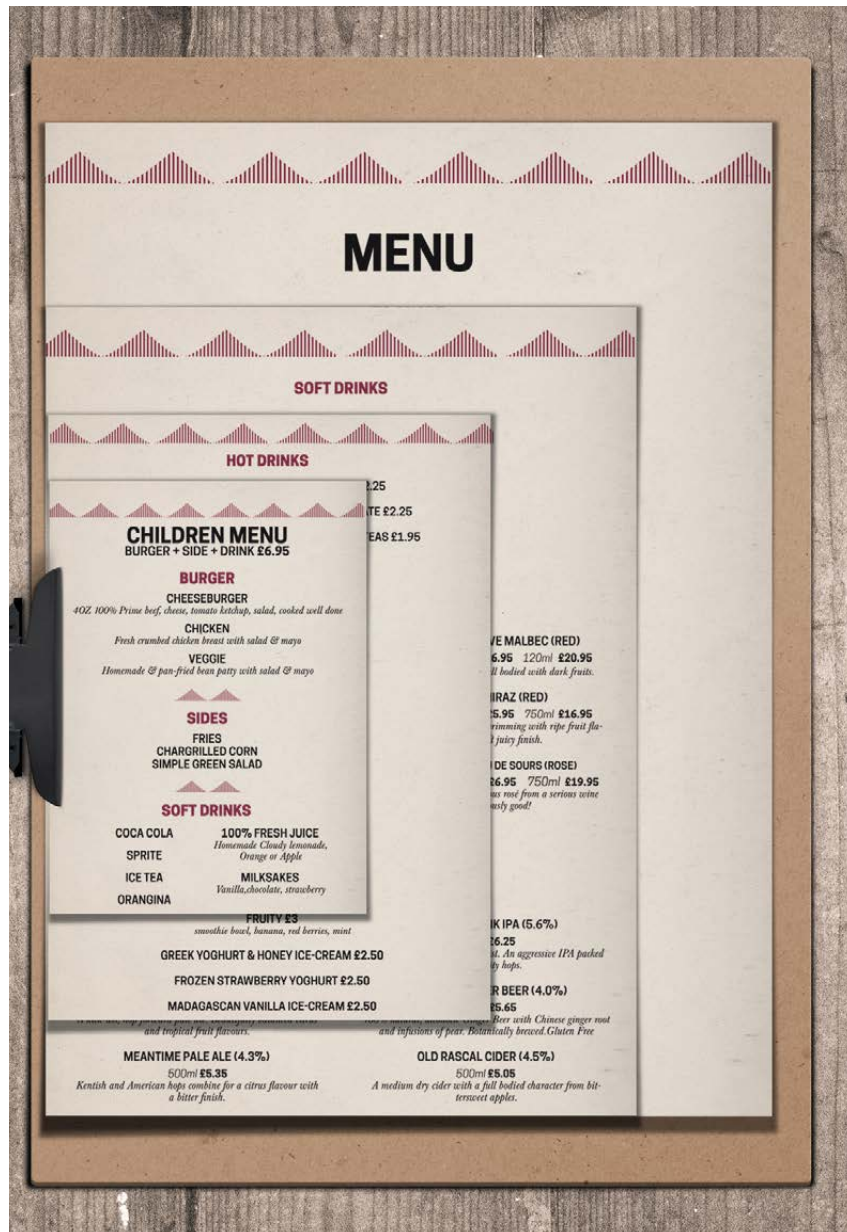 MENU
SOFT DRINKS
HOT DRINKS
2.25
TE £2.25
TEAS £1.95
CHILDREN MENU
BURGER + SIDE + DRINK £6.95
BURGER
CHEESEBURGER
4OZ 100% Prime beef, cheese, tomato ketchup, salad, cooked well done
CHICKEN
Fresh crumbed chicken breast with salad & mayo
VEGGIE
Homemade & pan-fried bean patty with salad & mayo
SIDES
FRIES
CHARGRILLED CORN
SIMPLE GREEN SALAD
SOFT DRINKS
COCA COLA
SPRITE
ICE TEA
ORANGINA
100% FRESH JUICE
Homemade Cloudy lemonade,
Orange or Apple
MILKSAKES
Vanilla,chocolate, strawberry
FRUITY £3
smoothie bowl, banana, red berries, mint
GREEK YOGHURT & HONEY ICE-CREAM £2.50
FROZEN STRAWBERRY YOGHURT £2.50
MADAGASCAN VANILLA ICE-CREAM £2.50
VE MALBEC (RED)
6.95 120ml £20.95
ll bodied with dark fruits.
IRAZ (RED)
£5.95 750ml £16.95
rimming with ripe fruit fla-
t juicy finish.
DE SOURS (ROSE)
£6.95 750ml £19.95
us rosé from a serious wine
usly good!
K IPA (5.6%)
£6.25
st. An aggressive IPA packed
ity hops.
ER BEER (4.0%)
£5.65
Beer with Chinese ginger root
and infusions of pear. Botanically brewed.Gluten Free
and tropical fruit flavours.
MEANTIME PALE ALE (4.3%)
500ml £5.35
Kentish and American hops combine for a citrus flavour with
a bitter finish.
OLD RASCAL CIDER (4.5%)
500ml £5.05
A medium dry cider with a full bodied character from bit-
tersweet apples.